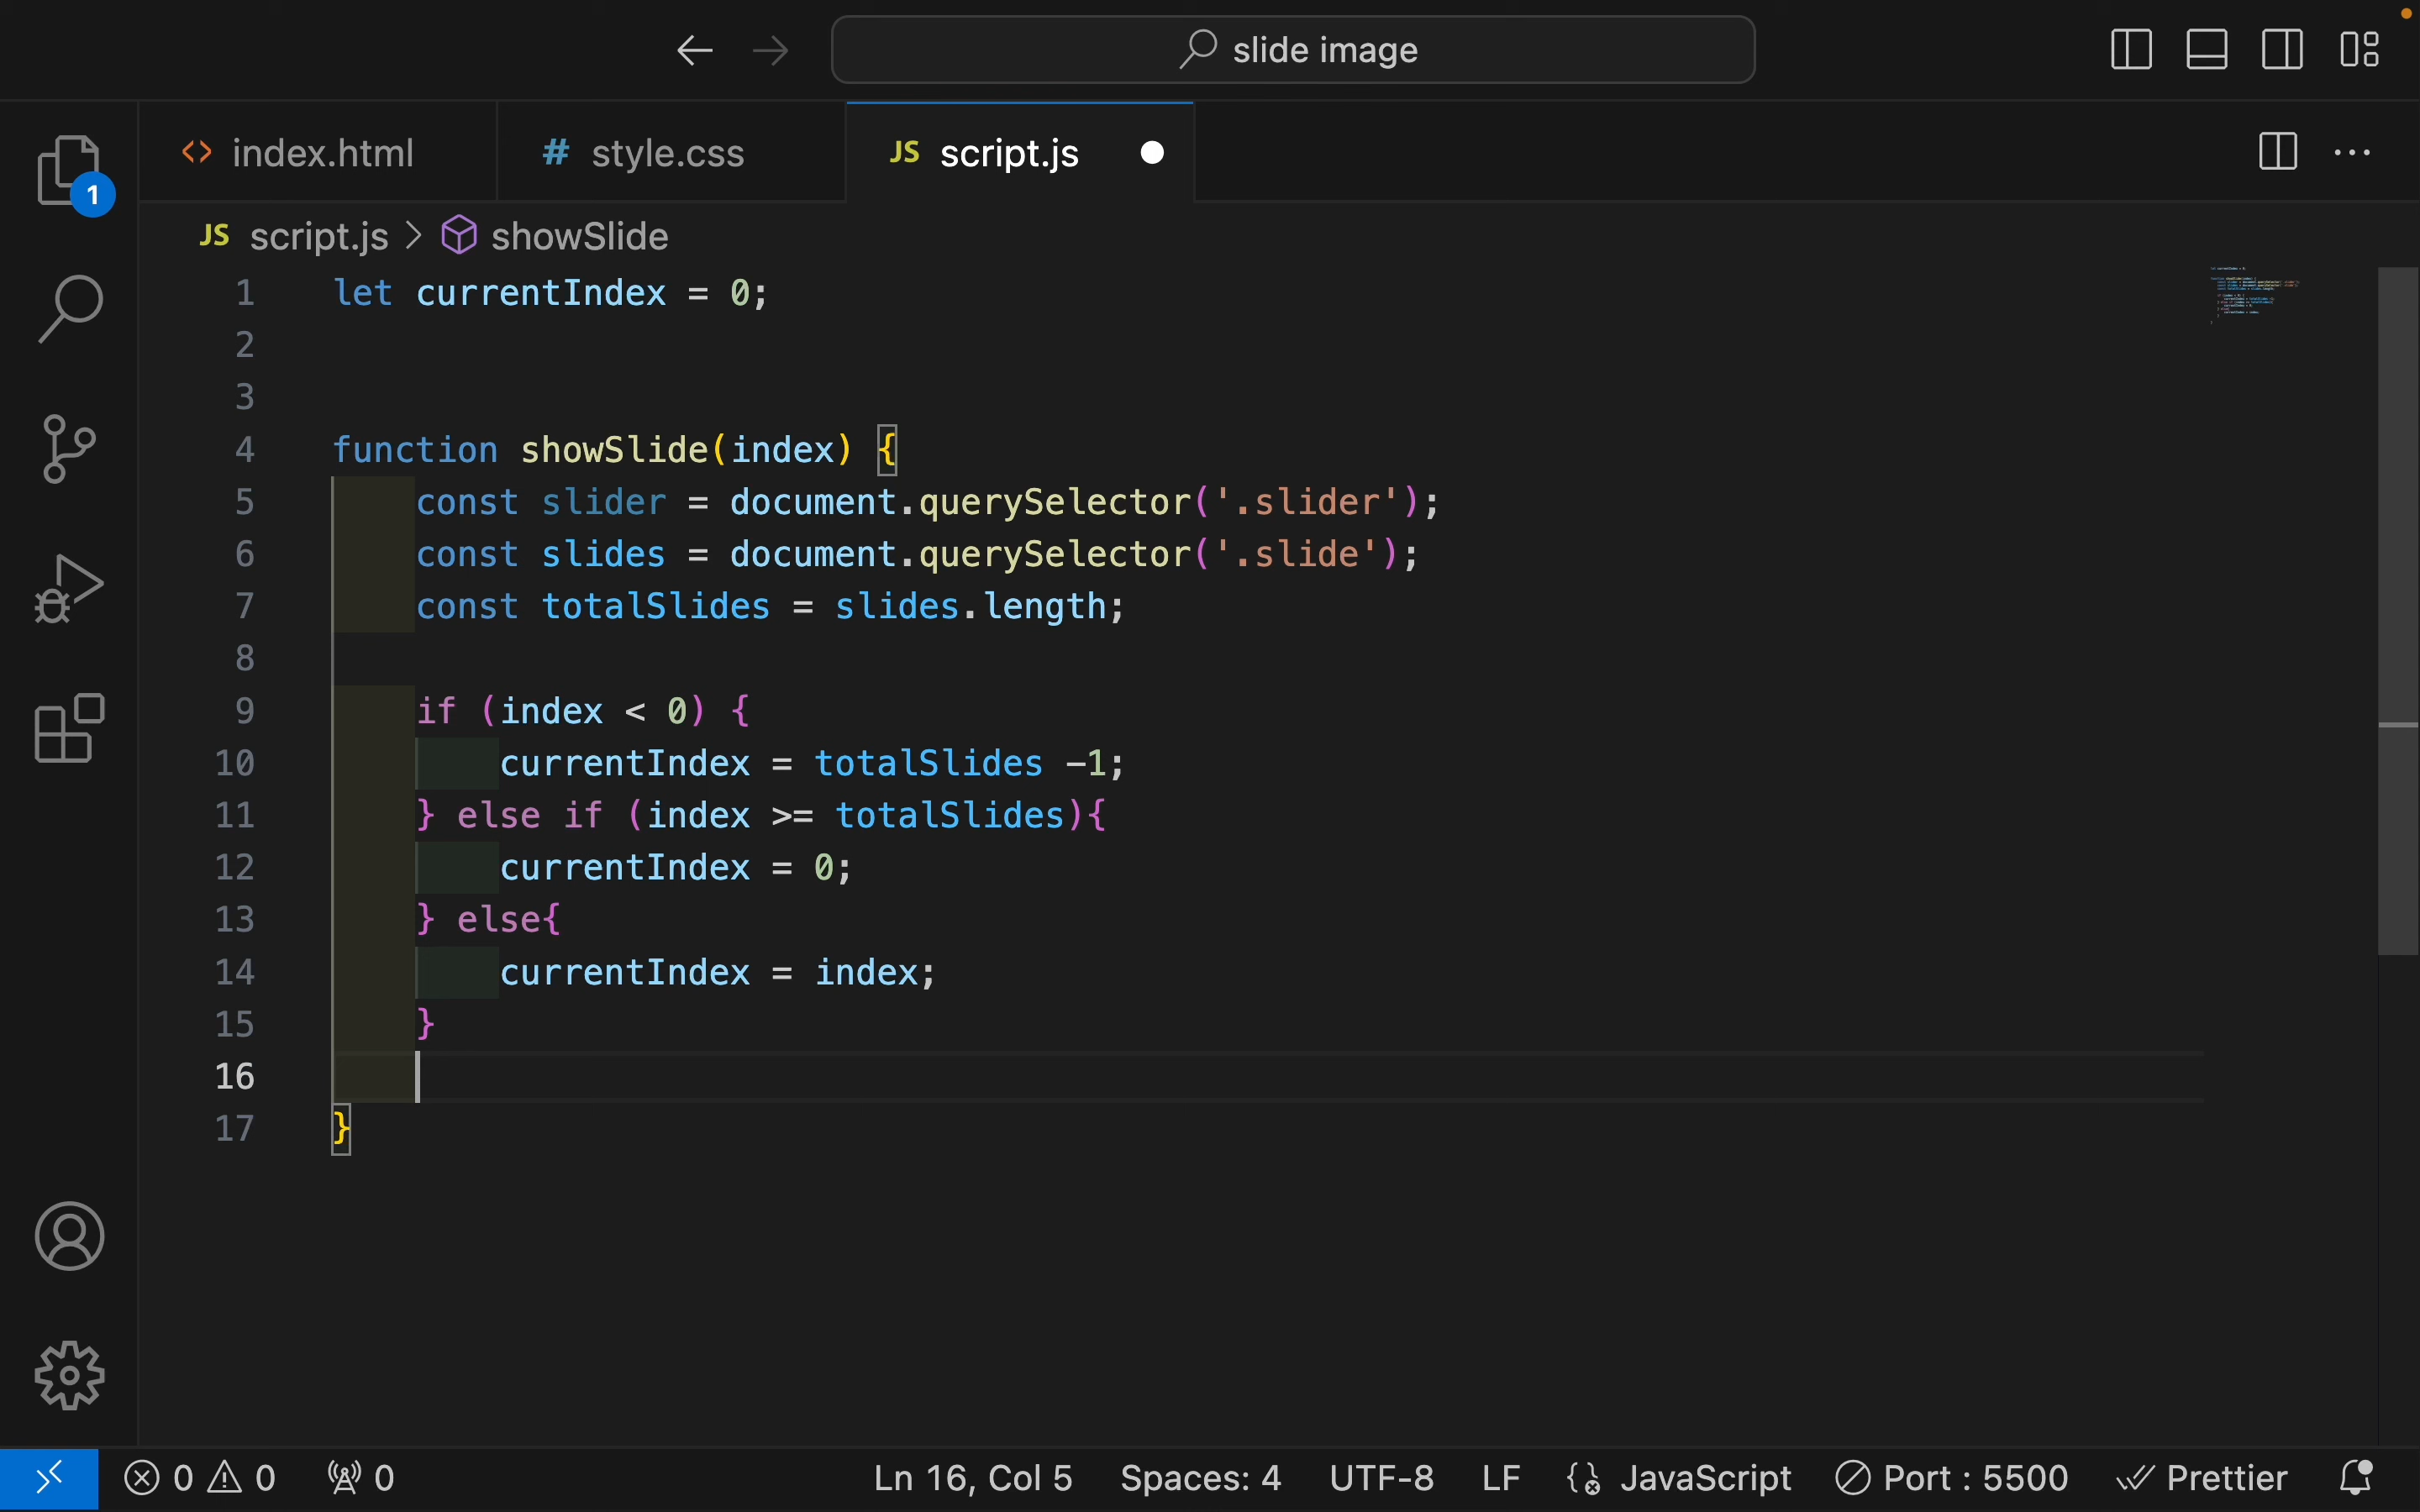 slide image
index.html
# style.css
JS script.js
JS script.js > showSlide
1 let currentIndex = 0;
2
3
4 function showSlide(index) {
5 const slider = document.querySelector('.slider');
6 const slides = document.querySelector('.slide');
7 const totalSlides = slides.length;
8
9 if (index < 0) {
10 currentIndex = totalSlides -1;
11 } else if (index >= totalSlides){
12 currentIndex = 0;
13 } else{
14 currentIndex = index;
15 }
16
17 }
1
0 0 0 Ln 16, Col 5 Spaces: 4 UTF-8 LF JavaScript Port : 5500 Prettier